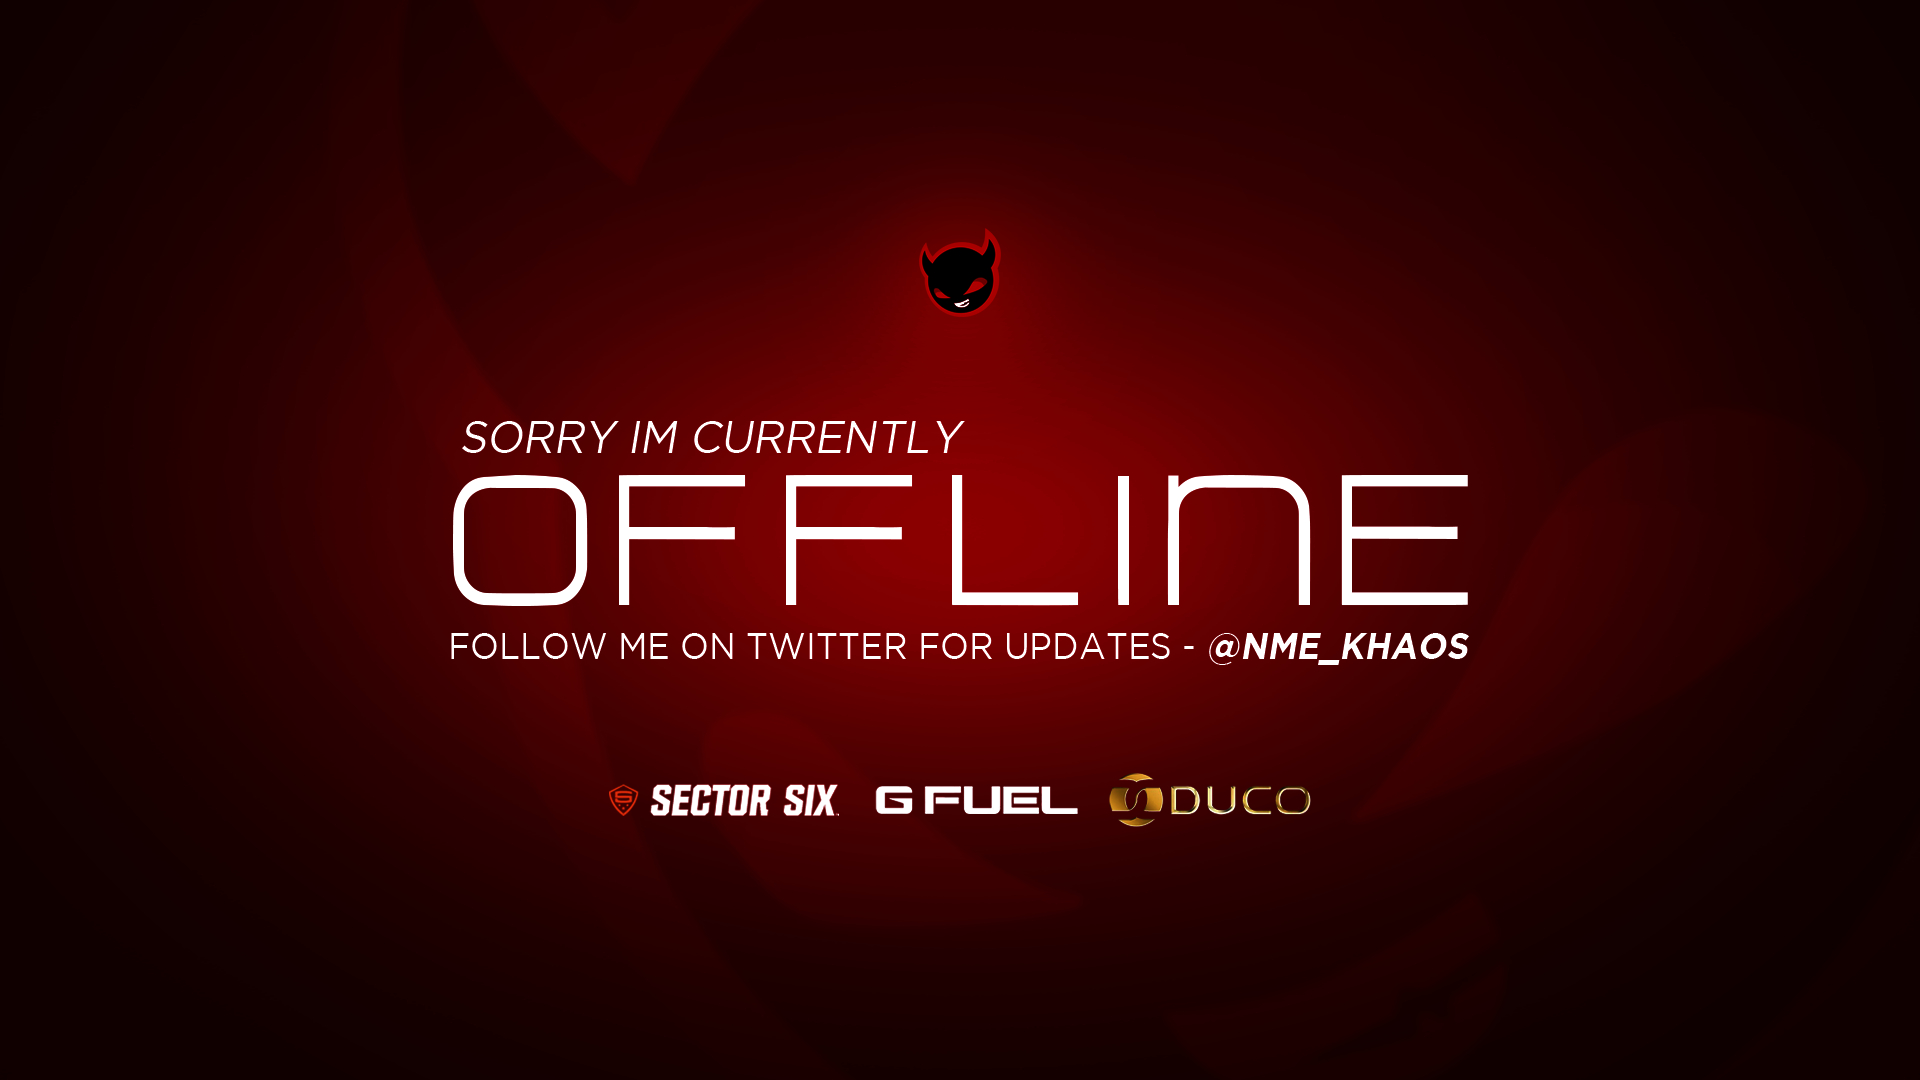 SORRY IM CURRENTLY
OFFLINE
FOLLOW ME ON TWITTER FOR UPDATES - @NME_KHAOS
SECTOR SIX G FUEL DUCO